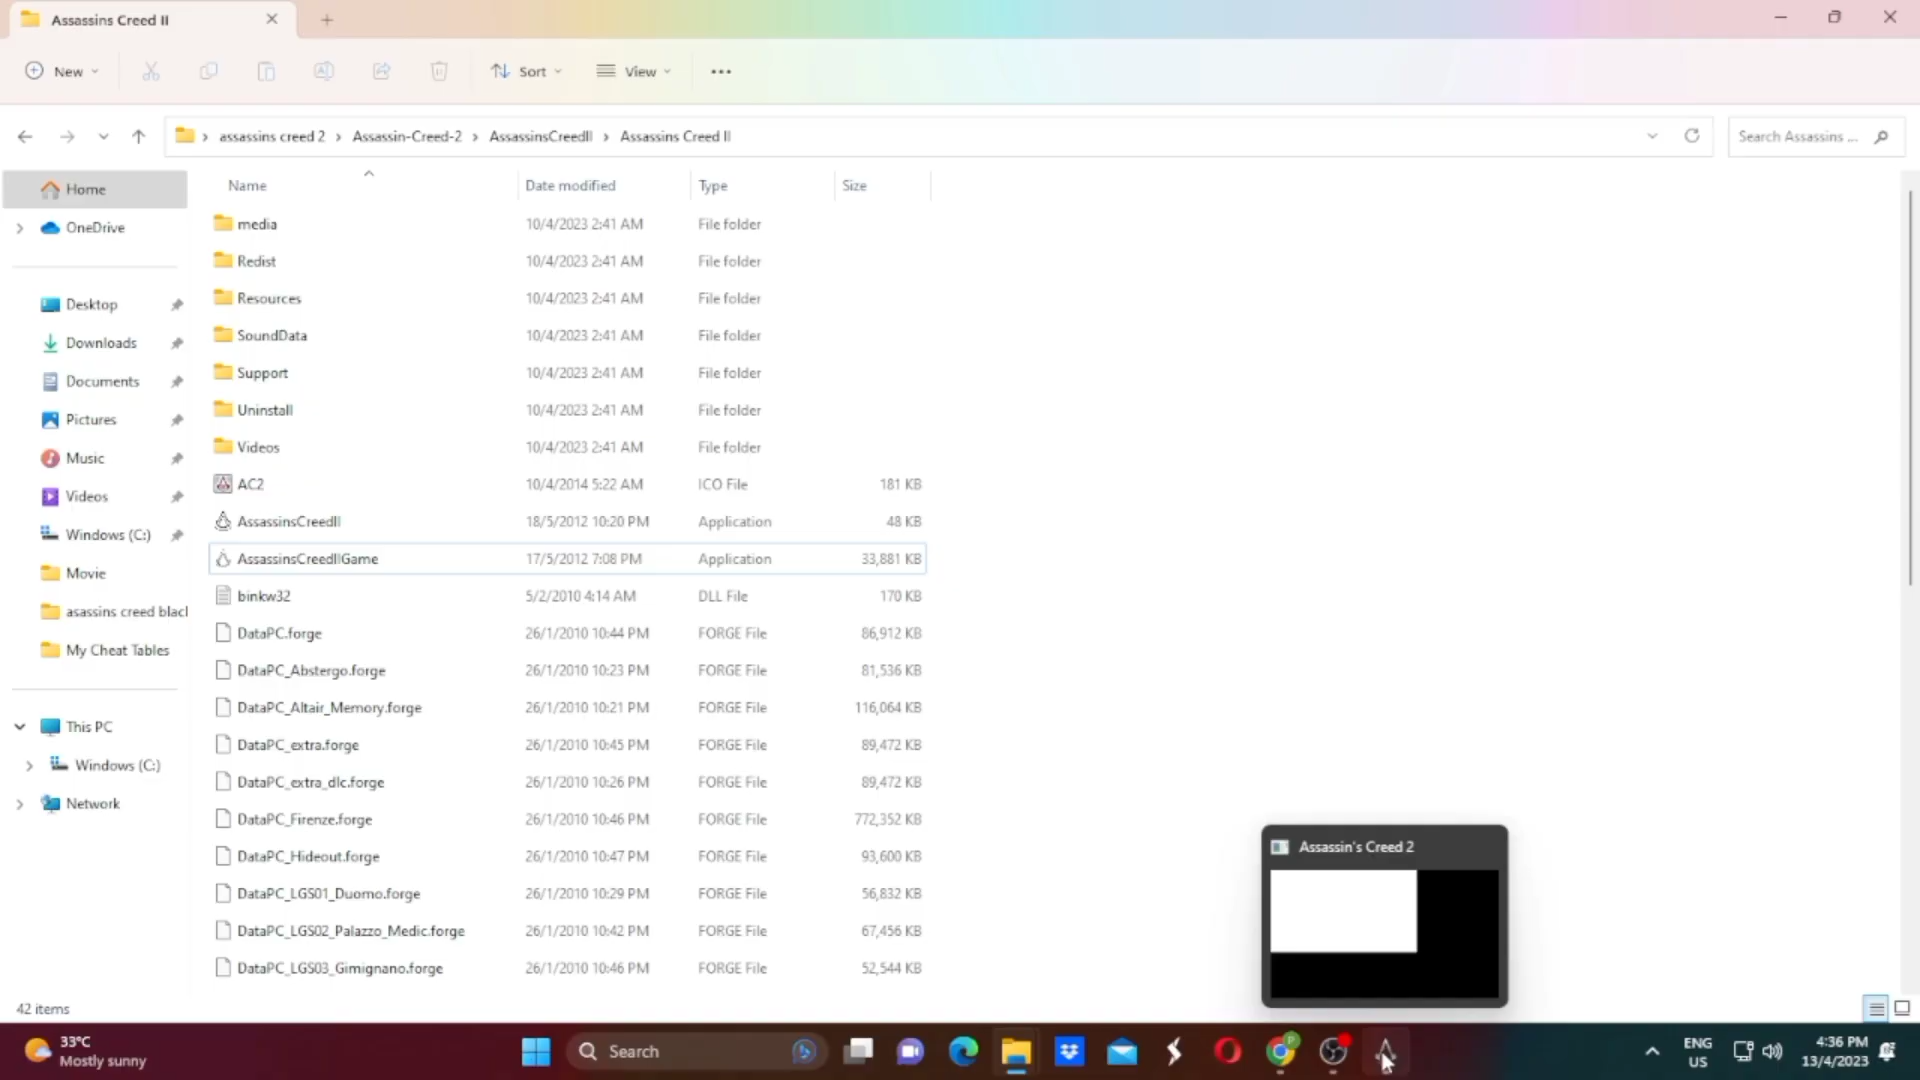 Assassins Creed II
New
Sort
View
assassins creed 2 > Assassin-Creed-2 > AssassinsCreedII > Assassins Creed II
Search Assassins ...
Name Date modified Type Size
Home
OneDrive
Desktop
Downloads
Documents
Pictures
Music
Videos
Windows (C:)
Movie
asassins creed blac
My Cheat Tables
This PC
Windows (C:)
Network
media 10/4/2023 2:41 AM File folder
Redist 10/4/2023 2:41 AM File folder
Resources 10/4/2023 2:41 AM File folder
SoundData 10/4/2023 2:41 AM File folder
Support 10/4/2023 2:41 AM File folder
Uninstall 10/4/2023 2:41 AM File folder
Videos 10/4/2023 2:41 AM File folder
AC2 10/4/2014 5:22 AM ICO File 181 KB
AssassinsCreedII 18/5/2012 10:20 PM Application 48 KB
AssassinsCreedIIGame 17/5/2012 7:08 PM Application 33,881 KB
binkw32 5/2/2010 4:14 AM DLL File 170 KB
DataPC.forge 26/1/2010 10:44 PM FORGE File 86,912 KB
DataPC_Abstergo.forge 26/1/2010 10:23 PM FORGE File 81,536 KB
DataPC_Altair_Memory.forge 26/1/2010 10:21 PM FORGE File 116,064 KB
DataPC_extra.forge 26/1/2010 10:45 PM FORGE File 89,472 KB
DataPC_extra_dlc.forge 26/1/2010 10:26 PM FORGE File 89,472 KB
DataPC_Firenze.forge 26/1/2010 10:46 PM FORGE File 772,352 KB
DataPC_Hideout.forge 26/1/2010 10:47 PM FORGE File 93,600 KB
DataPC_LGS01_Duomo.forge 26/1/2010 10:29 PM FORGE File 56,832 KB
DataPC_LGS02_Palazzo_Medic.forge 26/1/2010 10:42 PM FORGE File 67,456 KB
DataPC_LGS03_Gimignano.forge 26/1/2010 10:46 PM FORGE File 52,544 KB
Assassin's Creed 2
42 items
33°C
Mostly sunny
Search
P
ENG
US
4:36 PM
13/4/2023